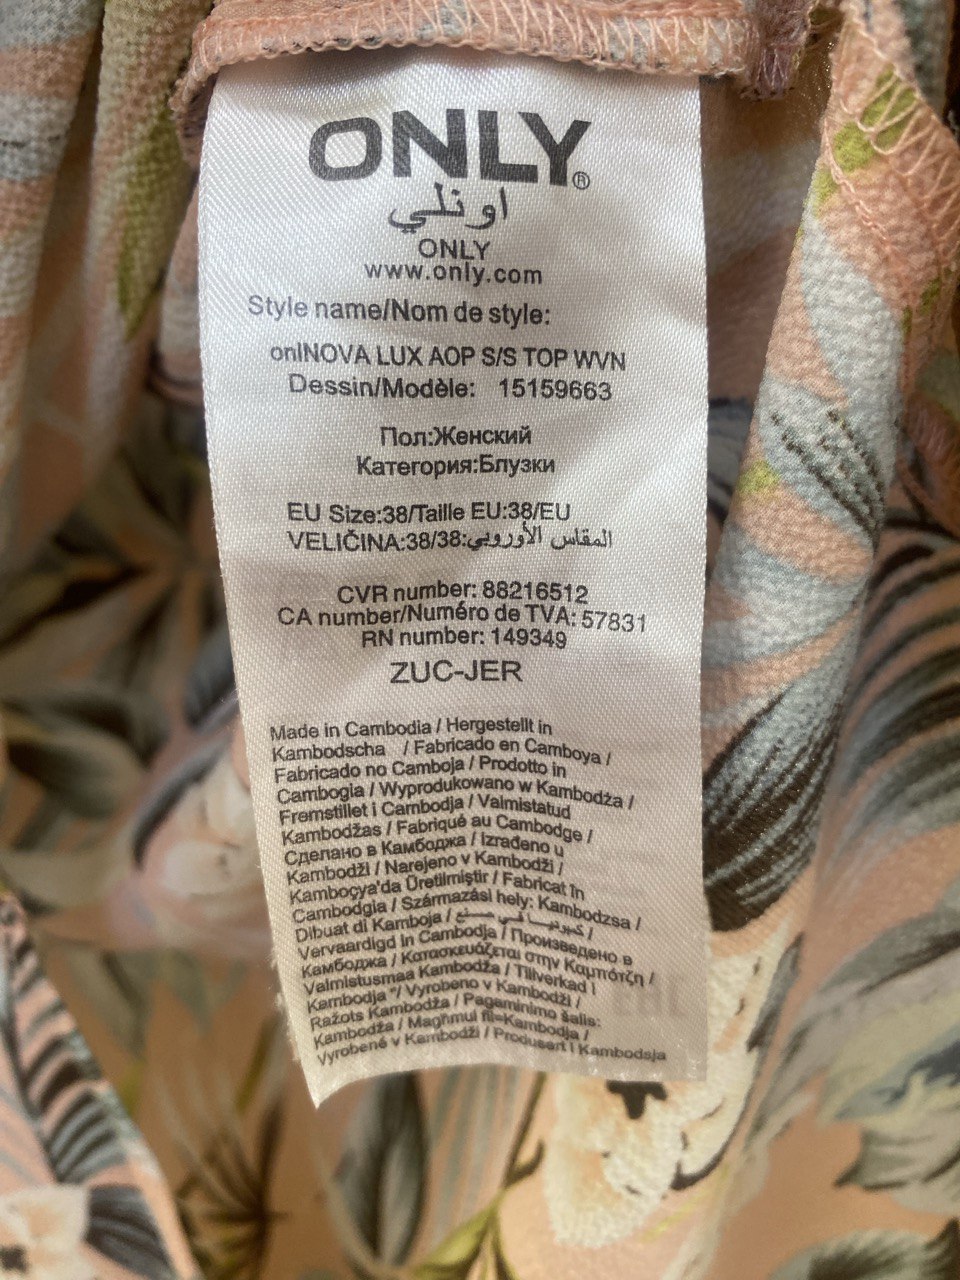 ONLY®
اونلي
ONLY
www.only.com
Style name/Nom de style:
onlNOVA LUX AOP S/S TOP WVN
Dessin/Modèle: 15159663
Пол:Женский
Категория:Блузки
EU Size:38/Taille EU:38/EU
VELIČINA:38/38:المقاس الأوروبي
CVR number: 88216512
CA number/Numéro de TVA: 57831
RN number: 149349
ZUC-JER
Made in Cambodia / Hergestellt in
Kambodscha / Fabricado en Camboya /
Fabricado no Camboja / Prodotto in
Cambogia / Wyprodukowano w Kambodża /
Fremstillet i Cambodja / Valmistatud
Kambodžas / Fabriqué au Cambodge /
Сделано в Камбоджа / Izrađeno u
Kambodži / Narejeno v Kambodži /
Kamboçya'da Üretilmiştir / Fabricat în
Cambodgia / Származási hely: Kambodzsa /
Dibuat di Kamboja / كمبوديا في صنع /
Vervaardigd in Cambodja / Произведено в
Камбоджа / Κατασκευάζεται στην Καμπότζη /
Valmistusmaa Kambodža / Tillverkad i
Kambodja "/ Vyrobeno v Kambodži /
Ražots Kambodža / Pagaminimo šalis:
Kambodža / Magħmul fil=Kambodja /
Vyrobené v Kambodži / Produsert i Kambodsja